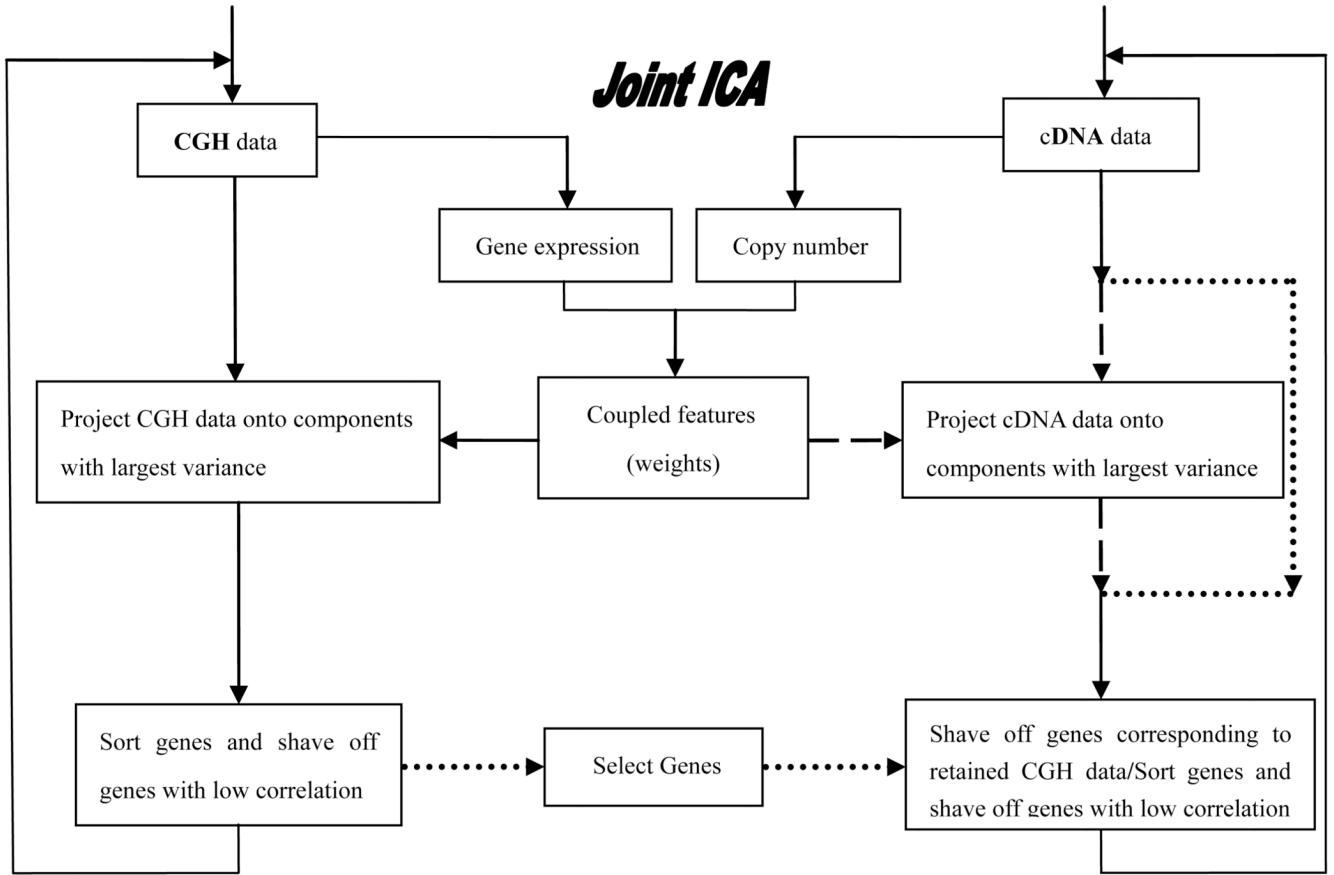 Joint ICA
CGH data
cDNA data
Gene expression
Copy number
Project CGH data onto components
with largest variance
Coupled features
(weights)
Project cDNA data onto
components with largest variance
Sort genes and shave off
genes with low correlation
Select Genes
Shave off genes corresponding to
retained CGH data/Sort genes and
shave off genes with low correlation